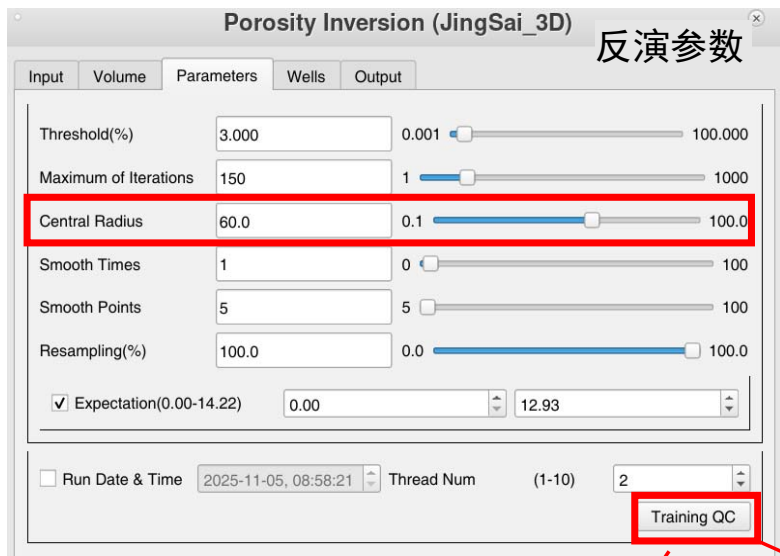 Porosity Inversion (JingSai_3D)
反演参数
Input Volume Parameters Wells Output
Threshold(%) 3.000 0.001 100.000
Maximum of Iterations 150 1 1000
Central Radius 60.0 0.1 100.0
Smooth Times 1 0 100
Smooth Points 5 5 100
Resampling(%) 100.0 0.0 100.0
Expectation(0.00-14.22) 0.00 12.93
Run Date & Time 2025-11-05, 08:58:21 Thread Num (1-10) 2
Training QC